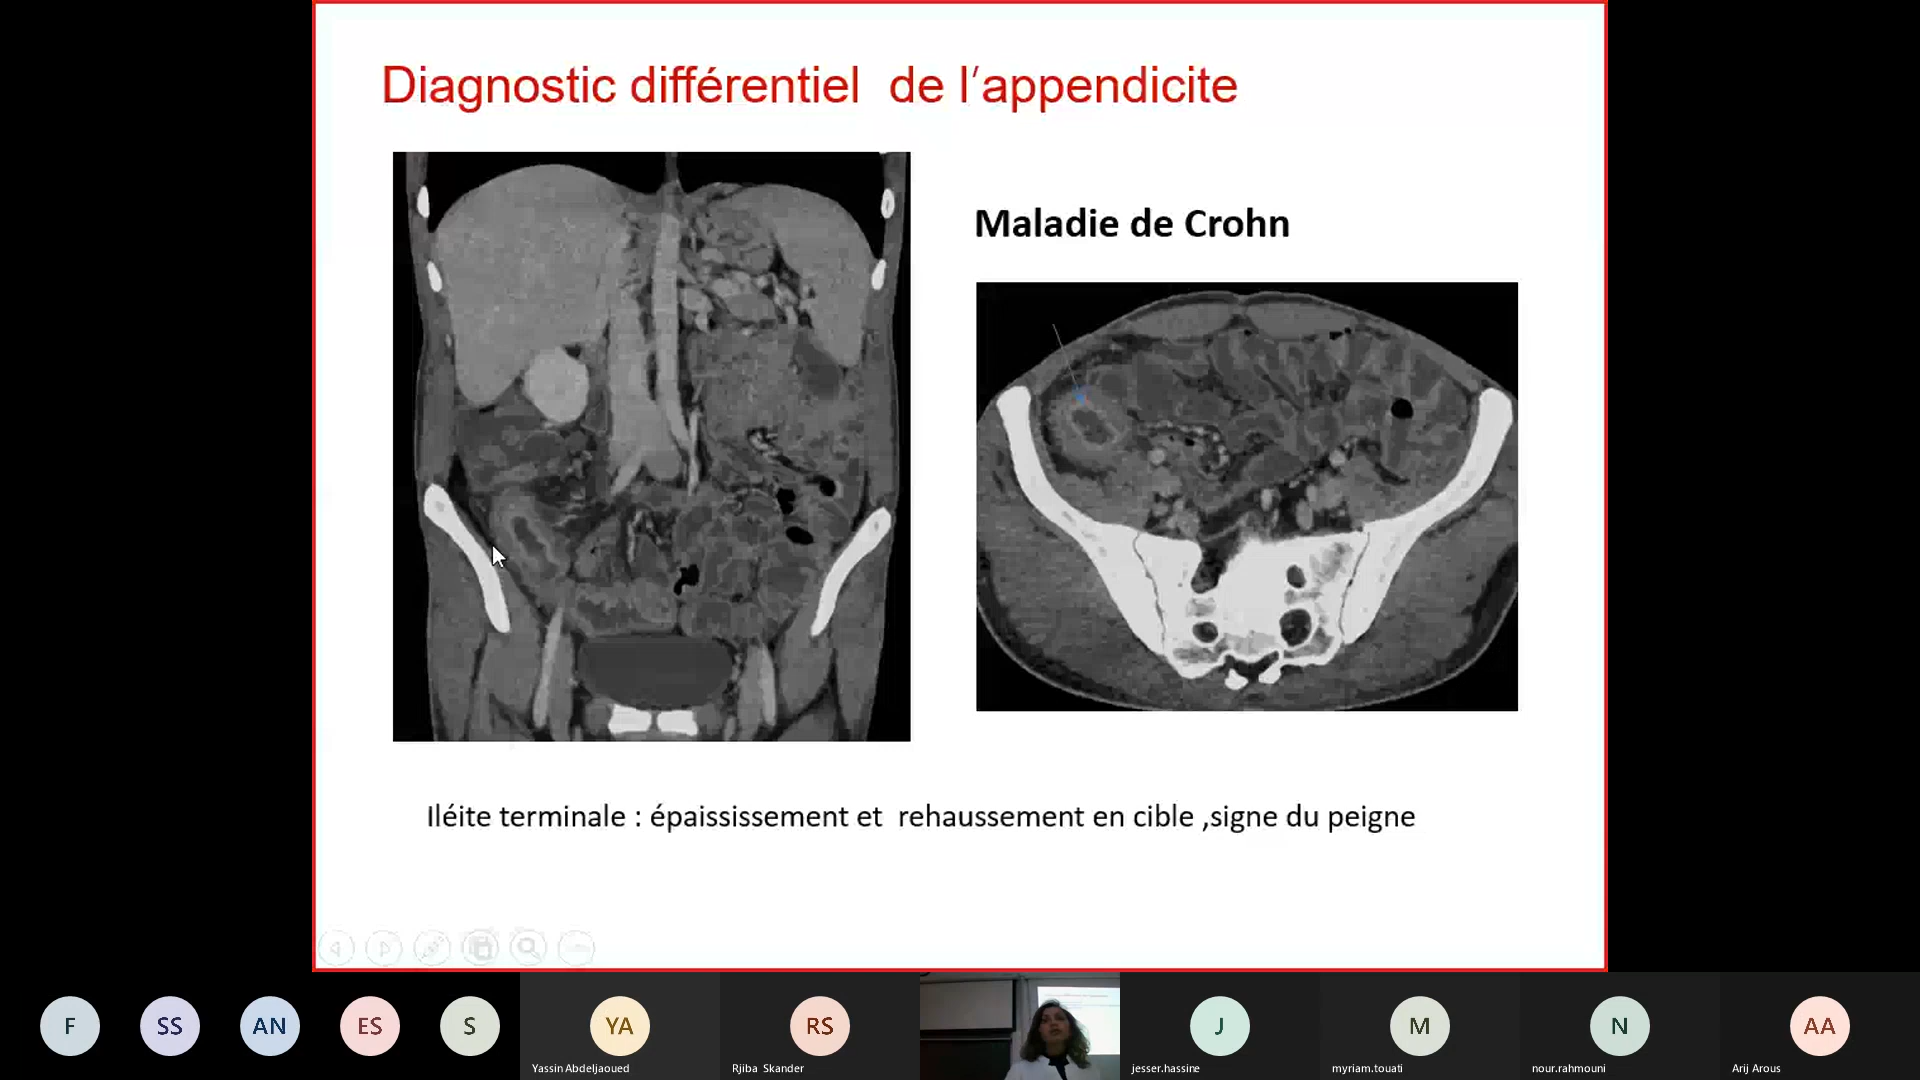 Diagnostic différentiel  de l’appendicite
Maladie de Crohn
Iléite terminale : épaississement et  rehaussement en cible ,signe du peigne
F
SS
AN
ES
S
YA
RS
J
M
N
AA
Yassin Abdeljaoued
Rjiba Skander
jesser.hassine
myriam.touati
nour.rahmouni
Arij Arous